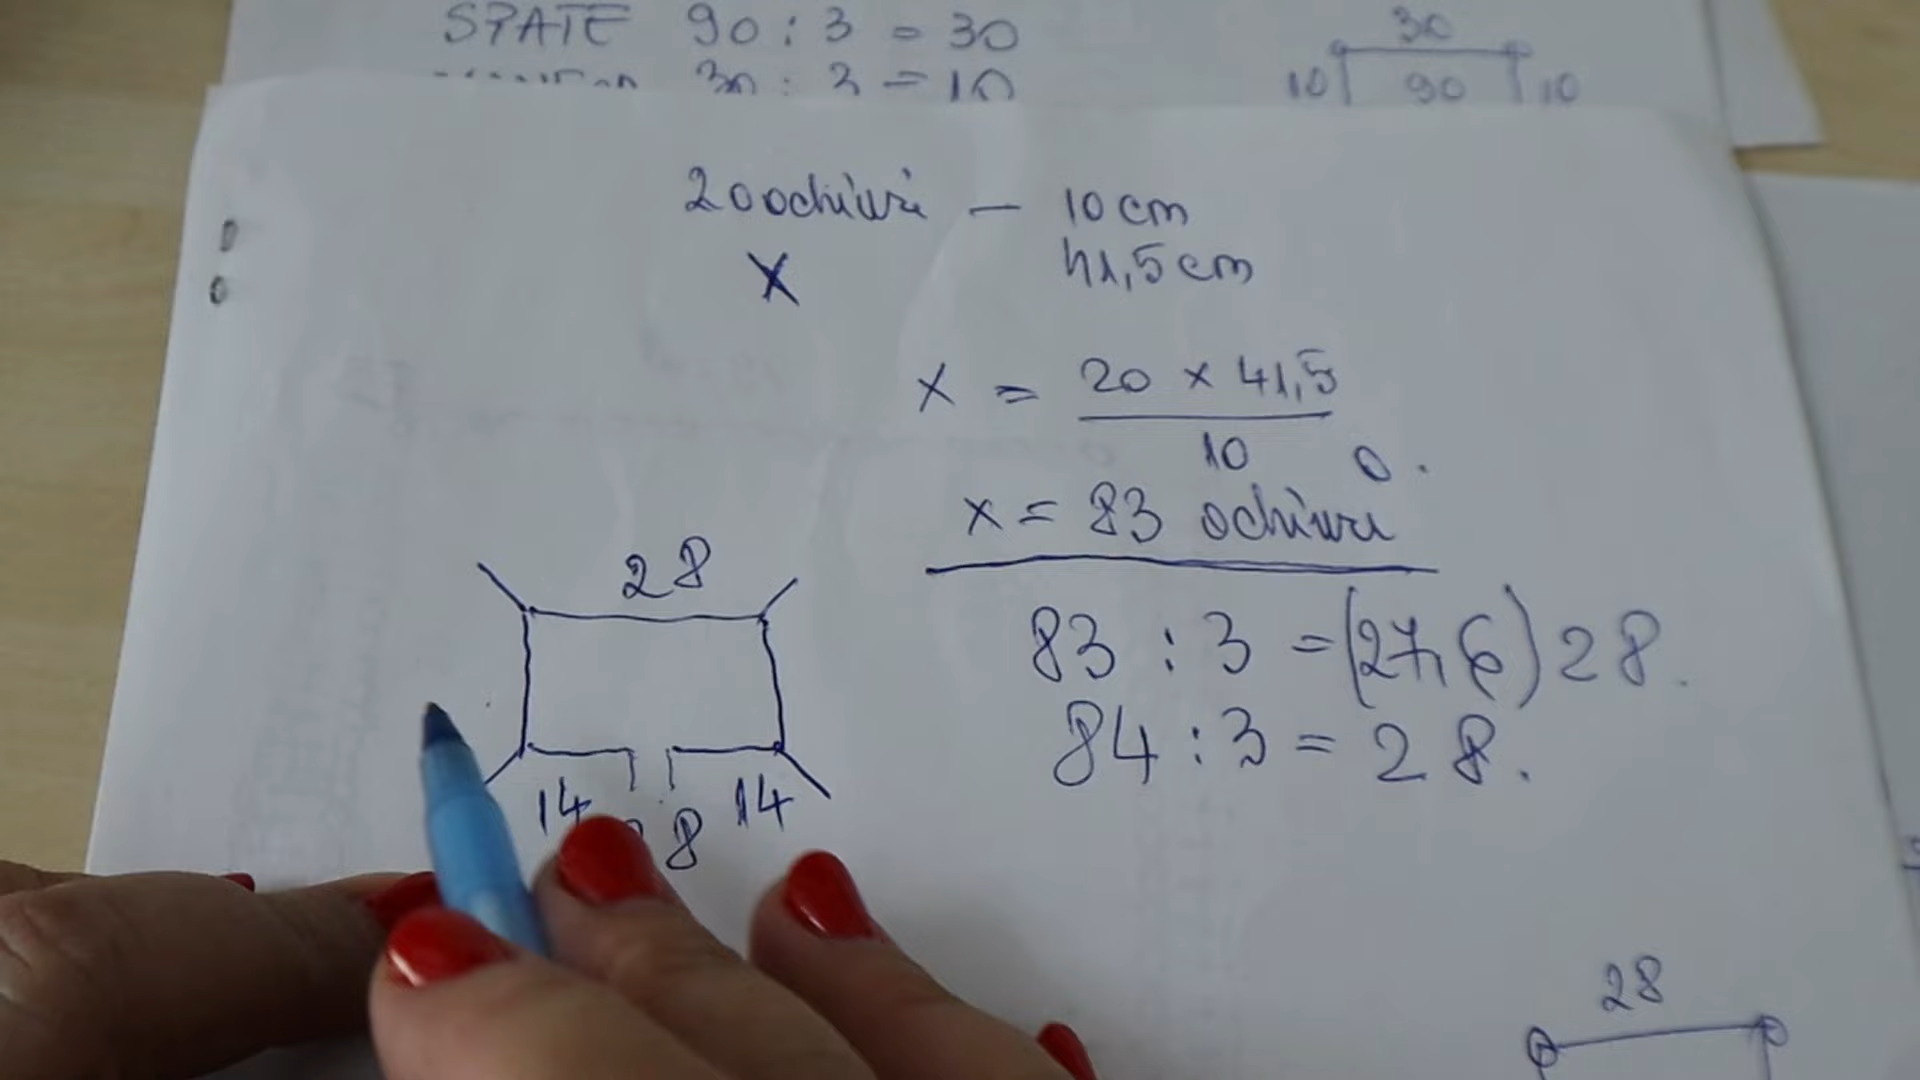 SPATE 90 : 3 = 30
30 : 3 = 10
30
10 90 10
20 ochiuri — 10 cm
X 41,5 cm
x = 20 x 41,5
10
x = 83 ochiuri
83 : 3 = (27,6) 28.
84 : 3 = 28.
28
14 14
8
28